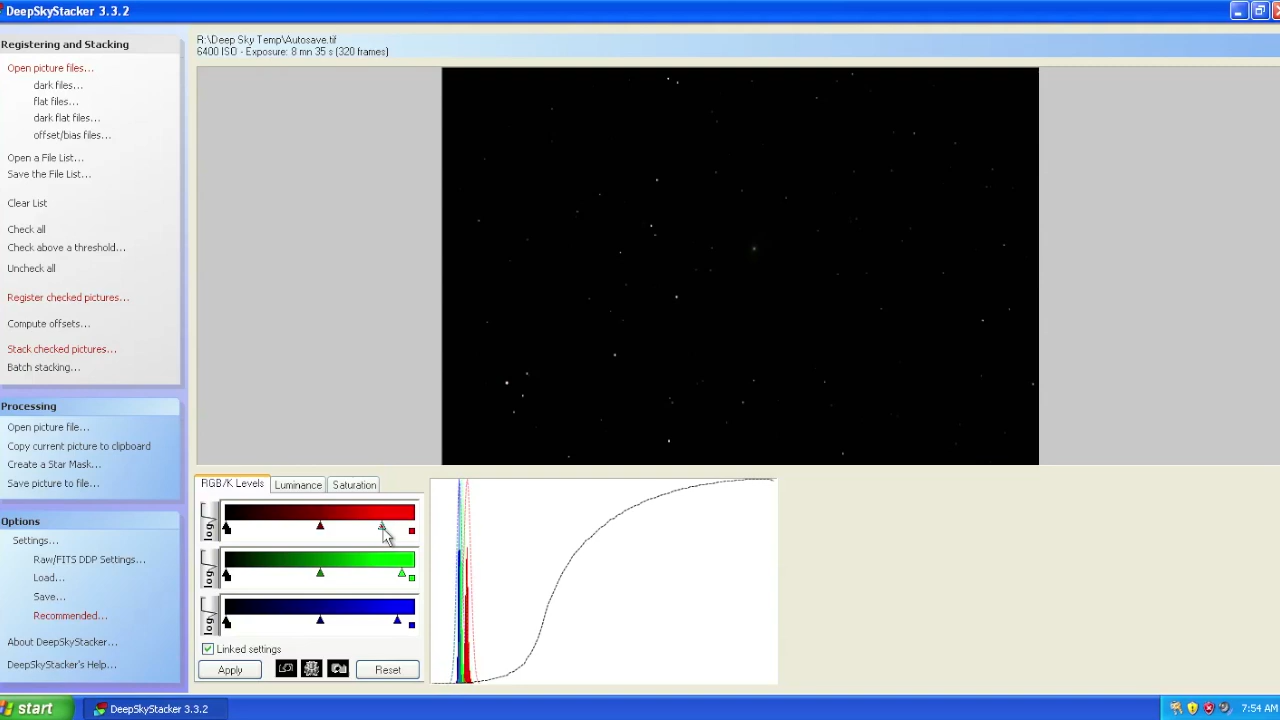 DeepSkyStacker 3.3.2
Registering and Stacking
Open picture files...
dark files...
flat files...
dark flat files...
offset/bias files...
Open a File List...
Save the File List...
Clear List
Check all
Check above a threshold...
Uncheck all
Register checked pictures...
Compute offsets...
Stack checked pictures...
Batch stacking...
Processing
Open picture file...
Copy current picture to clipboard
Create a Star Mask...
Save picture to file...
Options
Settings...
Raw/FITS DDP Settings...
Load...
Save...
Recommended...
About DeepSkyStacker...
DeepSkyStacker's Help...
R:\Deep Sky Temp\Autosave.tif
6400 ISO - Exposure: 8 mn 35 s (320 frames)
RGB/K Levels
Luminance
Saturation
log
log
log
Linked settings
Apply
Reset
start
DeepSkyStacker 3.3.2
7:54 AM